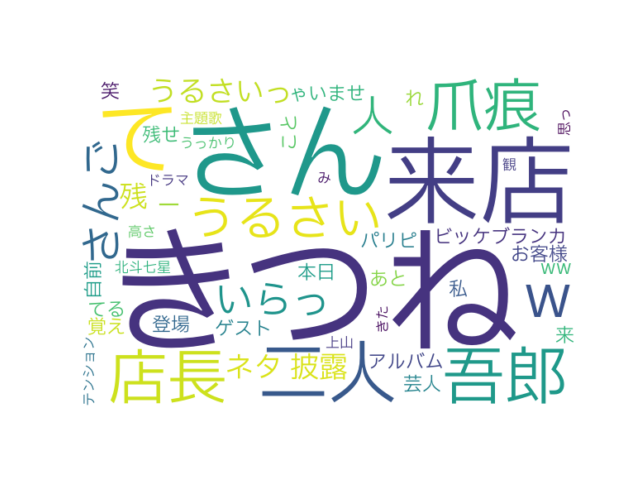 笑
うるさいっ
ゃいませ
れ
爪痕
思っ
て
さん
人
主題歌
残せ
うっかり
こそ
来店
観
さんご
ドラマ
み
残
ー
うるさい
高さ
パリピ
ビッケブランカ
お客様
きつね
北斗七星
自前
本日
あと
ww
いらっ
私
w
てる
覚え
登場
ゲスト
きた
来
テンション
店長
二人
上山
ネタ
披露
アルバム
芸人
吾郎